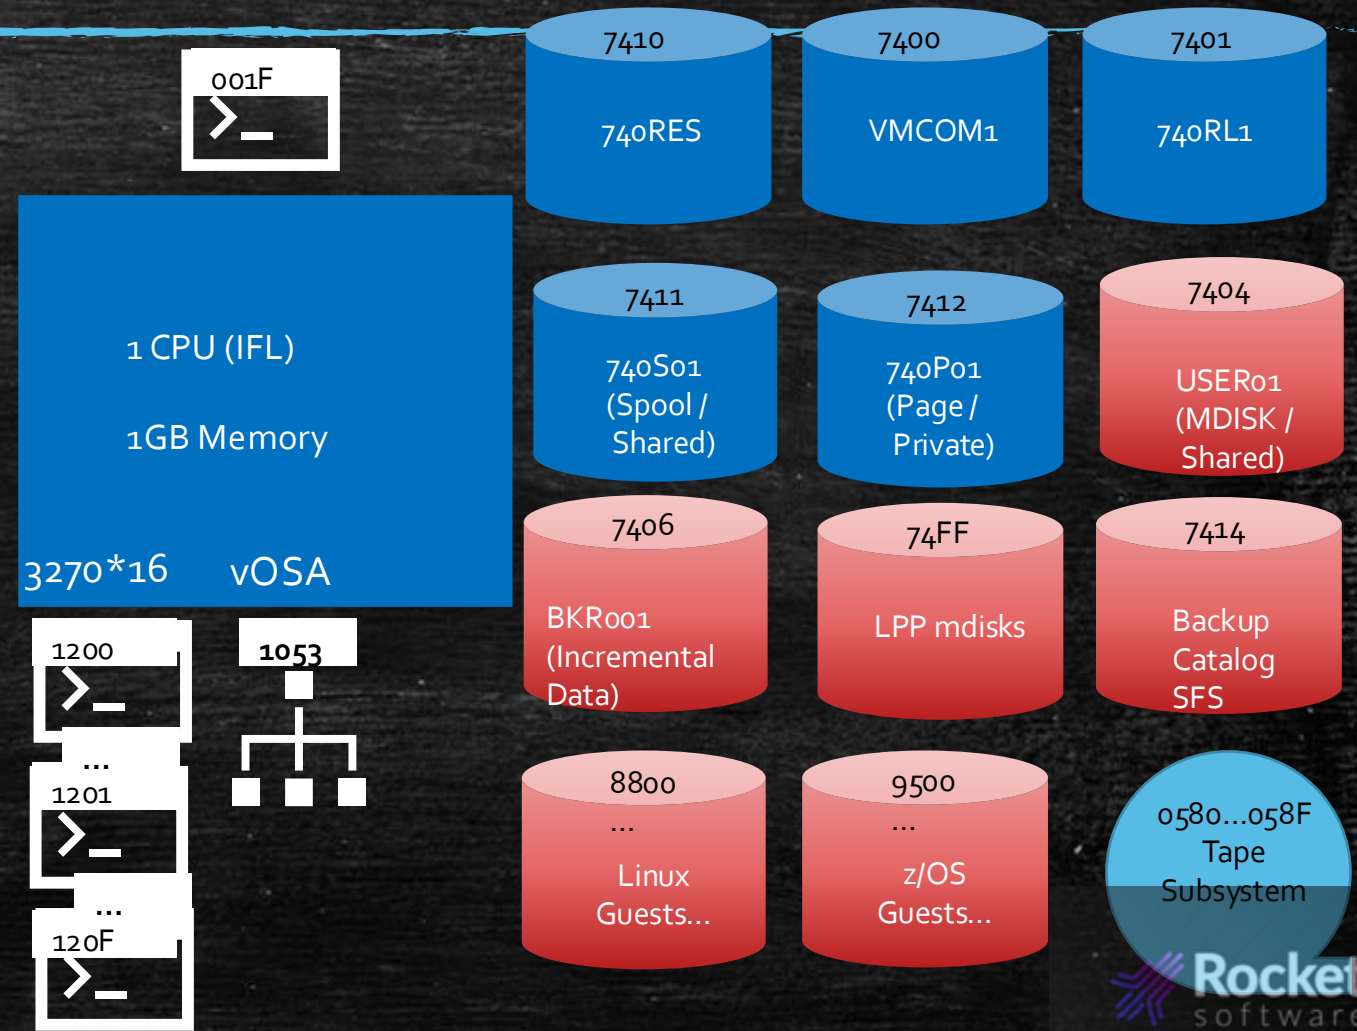 7410
7400
7401
001F
>_
740RES
VMCOM1
740RL1
7411
7412
7404
1 CPU (IFL)
1GB Memory
740S01
(Spool /
Shared)
740P01
(Page /
Private)
USER01
(MDISK /
Shared)
7406
74FF
7414
3270*16
vOSA
BKR001
(Incremental
Data)
LPP mdisks
Backup
Catalog
SFS
1200
>_
...
1201
>_
...
120F
>_
1053
8800
...
Linux
Guests...
9500
...
z/OS
Guests...
0580...058F
Tape
Subsystem
Rocket
software